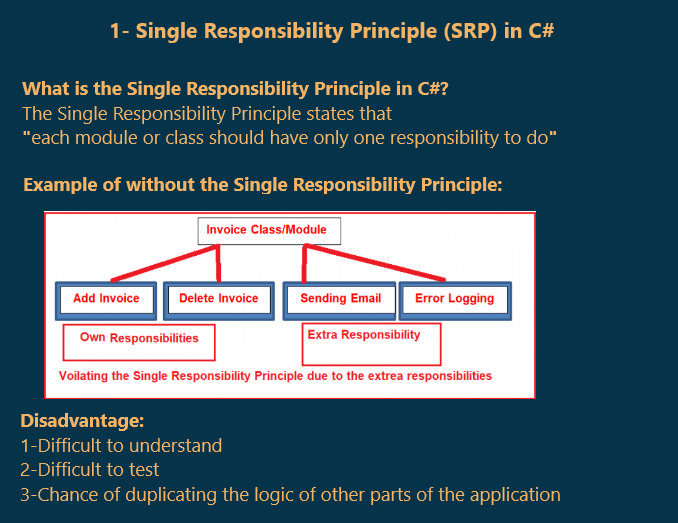 1- Single Responsibility Principle (SRP) in C#
What is the Single Responsibility Principle in C#?
The Single Responsibility Principle states that
"each module or class should have only one responsibility to do"
Example of without the Single Responsibility Principle:
Invoice Class/Module
Add Invoice Delete Invoice Sending Email Error Logging
Own Responsibilities Extra Responsibility
Voilating the Single Responsibility Principle due to the extrea responsibilities
Disadvantage:
1-Difficult to understand
2-Difficult to test
3-Chance of duplicating the logic of other parts of the application